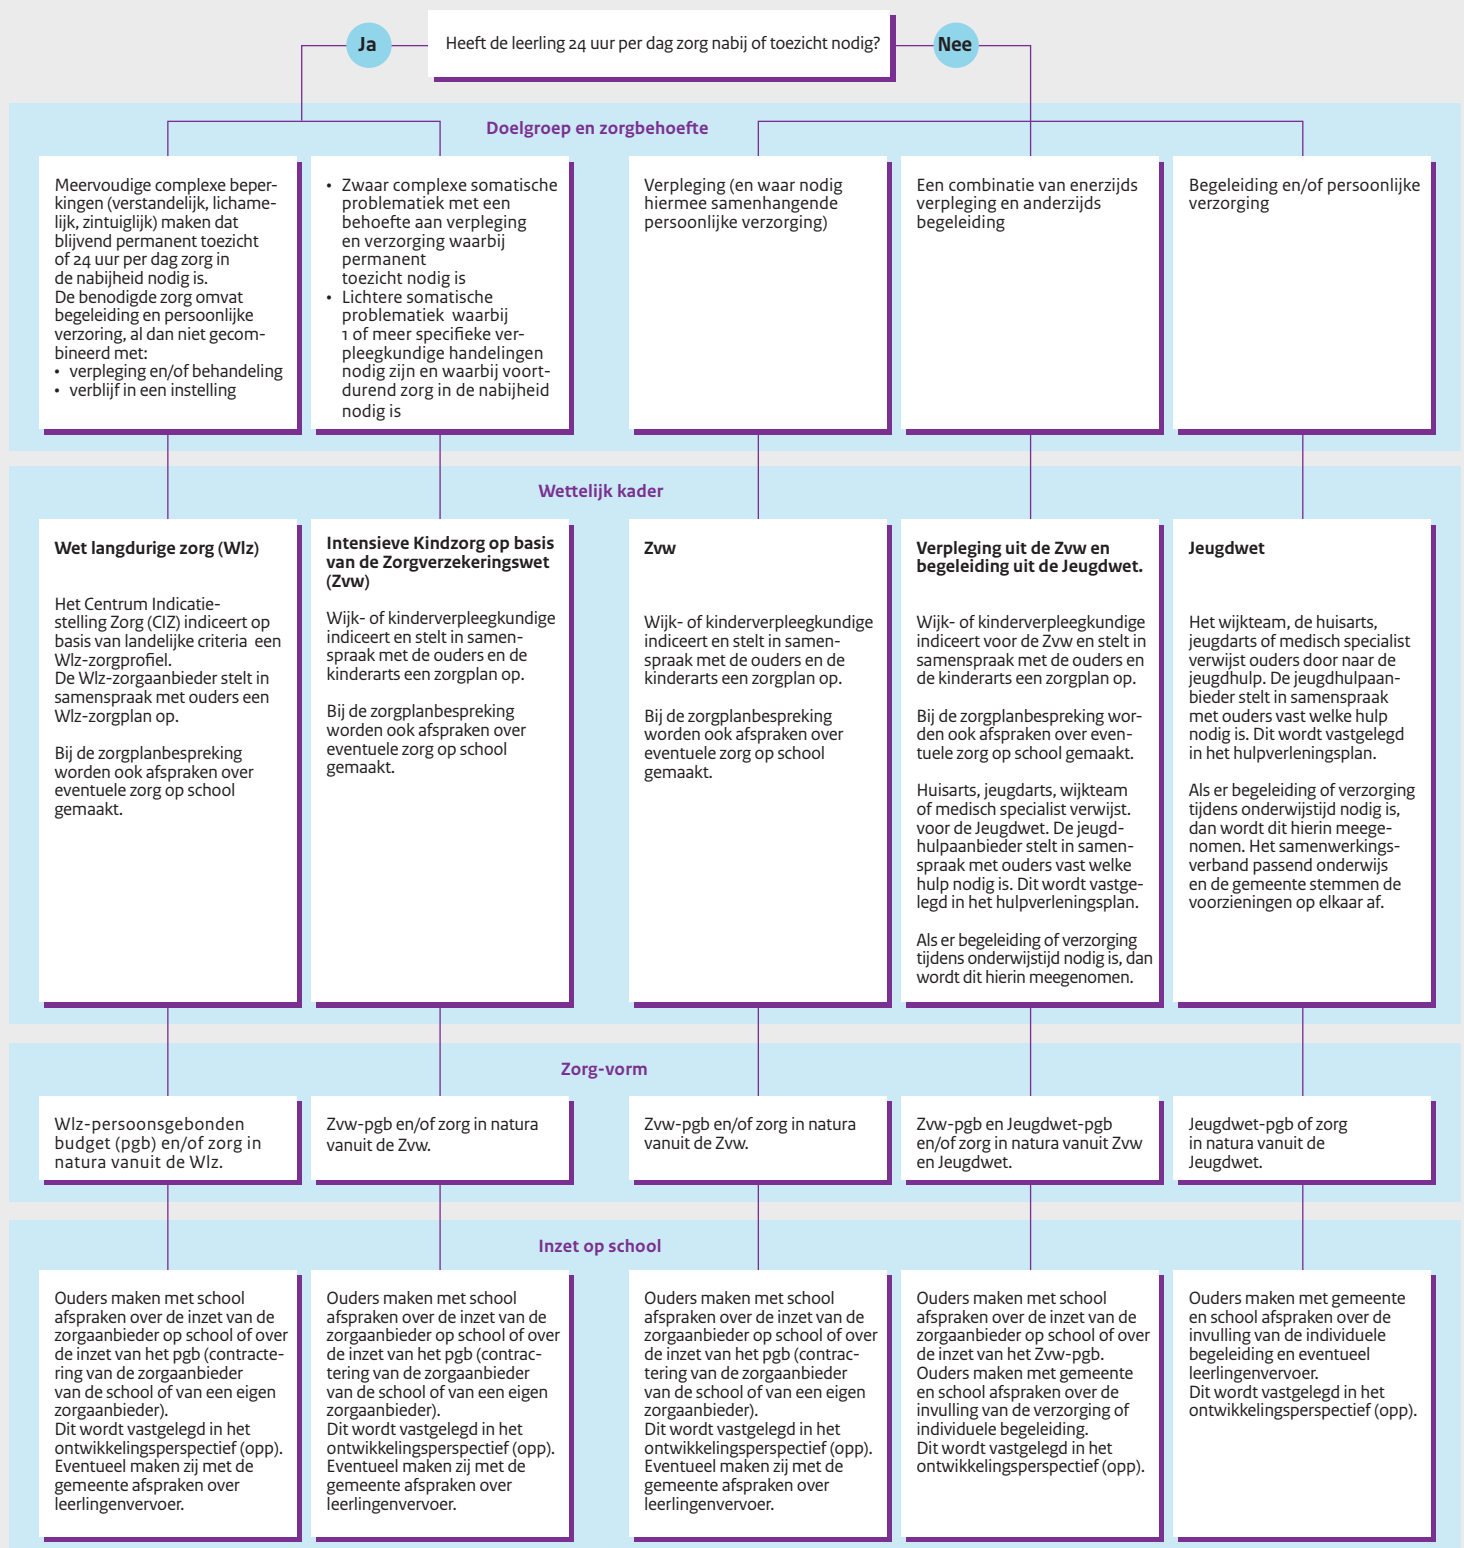 Ja
Heeft de leerling 24 uur per dag zorg nabij of toezicht nodig?
Nee
Doelgroep en zorgbehoefte
Meervoudige complexe beper-
kingen (verstandelijk, lichame-
lijk, zintuiglijk) maken dat
blijvend permanent toezicht
of 24 uur per dag zorg in
de nabijheid nodig is.
De benodigde zorg omvat
begeleiding en persoonlijke
verzoring, al dan niet gecom-
bineerd met:
• verpleging en/of behandeling
• verblijf in een instelling
• Zwaar complexe somatische
problematiek met een
behoefte aan verpleging
en verzorging waarbij
permanent
toezicht nodig is
• Lichtere somatische
problematiek waarbij
1 of meer specifieke ver-
pleegkundige handelingen
nodig zijn en waarbij voort-
durend zorg in de nabijheid
nodig is
Verpleging (en waar nodig
hiermee samenhangende
persoonlijke verzorging)
Een combinatie van enerzijds
verpleging en anderzijds
begeleiding
Begeleiding en/of persoonlijke
verzorging
Wettelijk kader
Wet langdurige zorg (Wlz)
Het Centrum Indicatie-
stelling Zorg (CIZ) indiceert op
basis van landelijke criteria een
Wlz-zorgprofiel.
De Wlz-zorgaanbieder stelt in
samenspraak met ouders een
Wlz-zorgplan op.
Bij de zorgplanbespreking
worden ook afspraken over
eventuele zorg op school
gemaakt.
Intensieve Kindzorg op basis
van de Zorgverzekeringswet
(Zvw)
Wijk- of kinderverpleegkundige
indiceert en stelt in samen-
spraak met de ouders en de
kinderarts een zorgplan op.
Bij de zorgplanbespreking
worden ook afspraken over
eventuele zorg op school
gemaakt.
Zvw
Wijk- of kinderverpleegkundige
indiceert en stelt in samen-
spraak met de ouders en de
kinderarts een zorgplan op.
Bij de zorgplanbespreking
worden ook afspraken over
eventuele zorg op school
gemaakt.
Verpleging uit de Zvw en
begeleiding uit de Jeugdwet.
Wijk- of kinderverpleegkundige
indiceert voor de Zvw en stelt in
samenspraak met de ouders en
de kinderarts een zorgplan op.
Bij de zorgplanbespreking wor-
den ook afspraken over even-
tuele zorg op school gemaakt.
Huisarts, jeugdarts, wijkteam
of medisch specialist verwijst.
voor de Jeugdwet. De jeugd-
hulpaanbieder stelt in samen-
spraak met ouders vast welke
hulp nodig is. Dit wordt vastge-
legd in het hulpverleningsplan.
Als er begeleiding of verzorging
tijdens onderwijstijd nodig is, dan
wordt dit hierin meegenomen.
Jeugdwet
Het wijkteam, de huisarts,
jeugdarts of medisch specialist
verwijst ouders door naar de
jeugdhulp. De jeugdhulpaan-
bieder stelt in samenspraak
met ouders vast welke hulp
nodig is. Dit wordt vastgelegd
in het hulpverleningsplan.
Als er begeleiding of verzorging
tijdens onderwijstijd nodig is,
dan wordt dit hierin meege-
nomen. Het samenwerkings-
verband passend onderwijs
en de gemeente stemmen de
voorzieningen op elkaar af.
Zorg-vorm
Wlz-persoonsgebonden
budget (pgb) en/of zorg in
natura vanuit de Wlz.
Zvw-pgb en/of zorg in natura
vanuit de Zvw.
Zvw-pgb en/of zorg in natura
vanuit de Zvw.
Zvw-pgb en Jeugdwet-pgb
en/of zorg in natura vanuit Zvw
en Jeugdwet.
Jeugdwet-pgb of zorg
in natura vanuit de
Jeugdwet.
Inzet op school
Ouders maken met school
afspraken over de inzet van de
zorgaanbieder op school of over
de inzet van het pgb (contracte-
ring van de zorgaanbieder
van de school of van een eigen
zorgaanbieder).
Dit wordt vastgelegd in het
ontwikkelingsperspectief (opp).
Eventueel maken zij met de
gemeente afspraken over
leerlingenvervoer.
Ouders maken met school
afspraken over de inzet van de
zorgaanbieder op school of over
de inzet van het pgb (contrac-
tering van de zorgaanbieder
van de school of van een eigen
zorgaanbieder).
Dit wordt vastgelegd in het
ontwikkelingsperspectief (opp).
Eventueel maken zij met de
gemeente afspraken over
leerlingenvervoer.
Ouders maken met school
afspraken over de inzet van de
zorgaanbieder op school of over
de inzet van het pgb (contrac-
tering van de zorgaanbieder
van de school of van een eigen
zorgaanbieder).
Dit wordt vastgelegd in het
ontwikkelingsperspectief (opp).
Eventueel maken zij met de
gemeente afspraken over
leerlingenvervoer.
Ouders maken met school
afspraken over de inzet van de
zorgaanbieder op school of over
de inzet van het Zvw-pgb.
Ouders maken met gemeente
en school afspraken over de
invulling van de verzorging of
individuele begeleiding.
Dit wordt vastgelegd in het
ontwikkelingsperspectief (opp).
Ouders maken met gemeente
en school afspraken over de
invulling van de individuele
begeleiding en eventueel
leerlingenvervoer.
Dit wordt vastgelegd in het
ontwikkelingsperspectief (opp).